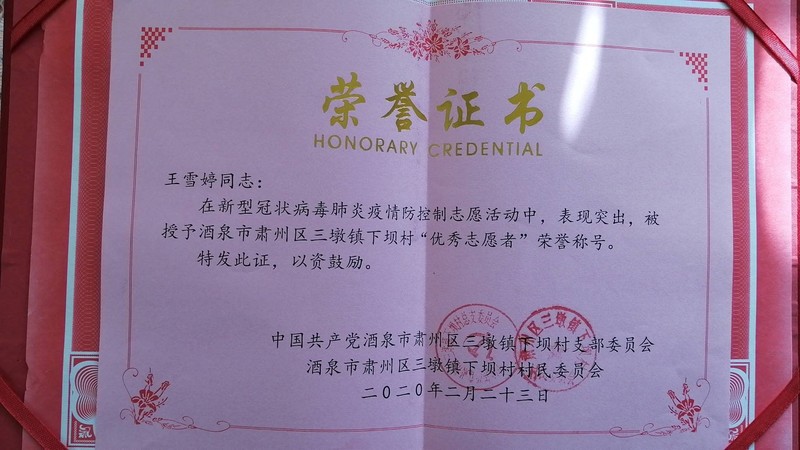 荣誉证书
HONORARY CREDENTIAL
王雪婷同志：
在新型冠状病毒肺炎疫情防控制志愿活动中，表现突出，被
授予酒泉市肃州区三墩镇下坝村“优秀志愿者”荣誉称号。
特发此证，以资鼓励。
中国共产党酒泉市肃州区三墩镇下坝村支部委员会
酒泉市肃州区三墩镇下坝村村民委员会
二〇二〇年二月二十三日